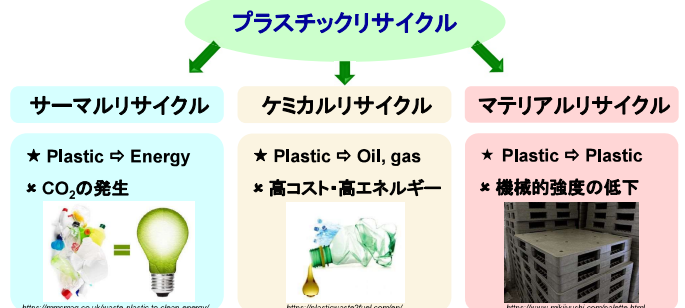 プラスチックリサイクル
サーマルリサイクル
★ Plastic ⇨ Energy
× CO₂の発生
ケミカルリサイクル
★ Plastic ⇨ Oil, gas
× 高コスト・高エネルギー
マテリアルリサイクル
★ Plastic ⇨ Plastic
× 機械的強度の低下